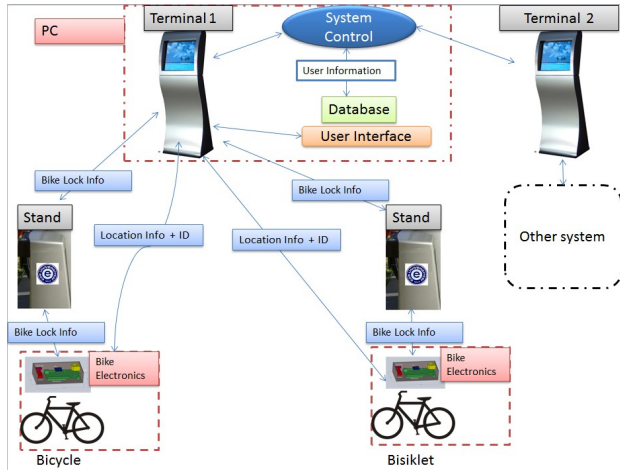 PC
Terminal 1
System
Control
Terminal 2
User Information
Database
User Interface
Bike Lock Info
Bike Lock Info
Stand
Location Info + ID
Location Info + ID
Stand
Other system
e
e
Bike Lock Info
Bike Lock Info
Bike
Electronics
Bike
Electronics
Bicycle
Bisiklet